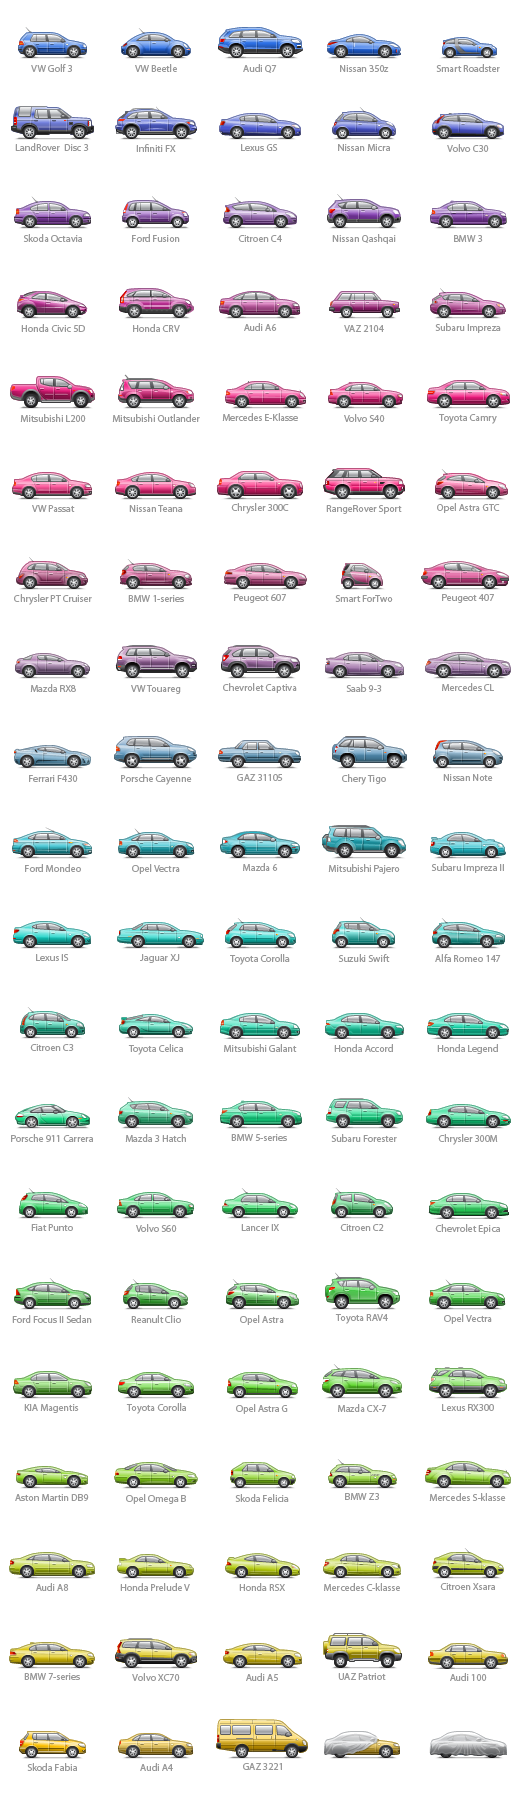 VW Golf 3
VW Beetle
Audi Q7
Nissan 350z
Smart Roadster
LandRover Disc 3
Infiniti FX
Lexus GS
Nissan Micra
Volvo C30
Skoda Octavia
Ford Fusion
Citroen C4
Nissan Qashqai
BMW 3
Honda Civic 5D
Honda CRV
Audi A6
VAZ 2104
Subaru Impreza
Mitsubishi L200
Mitsubishi Outlander
Mercedes E-Klasse
Volvo S40
Toyota Camry
VW Passat
Nissan Teana
Chrysler 300C
RangeRover Sport
Opel Astra GTC
Chrysler PT Cruiser
BMW 1-series
Peugeot 607
Smart ForTwo
Peugeot 407
Mazda RX8
VW Touareg
Chevrolet Captiva
Saab 9-3
Mercedes CL
Ferrari F430
Porsche Cayenne
GAZ 31105
Chery Tigo
Nissan Note
Ford Mondeo
Opel Vectra
Mazda 6
Mitsubishi Pajero
Subaru Impreza II
Lexus IS
Jaguar XJ
Toyota Corolla
Suzuki Swift
Alfa Romeo 147
Citroen C3
Toyota Celica
Mitsubishi Galant
Honda Accord
Honda Legend
Porsche 911 Carrera
Mazda 3 Hatch
BMW 5-series
Subaru Forester
Chrysler 300M
Fiat Punto
Volvo S60
Lancer IX
Citroen C2
Chevrolet Epica
Ford Focus II Sedan
Reanult Clio
Opel Astra
Toyota RAV4
Opel Vectra
KIA Magentis
Toyota Corolla
Opel Astra G
Mazda CX-7
Lexus RX300
Aston Martin DB9
Opel Omega B
Skoda Felicia
BMW Z3
Mercedes S-klasse
Audi A8
Honda Prelude V
Honda RSX
Mercedes C-klasse
Citroen Xsara
BMW 7-series
Volvo XC70
Audi A5
UAZ Patriot
Audi 100
Skoda Fabia
Audi A4
GAZ 3221